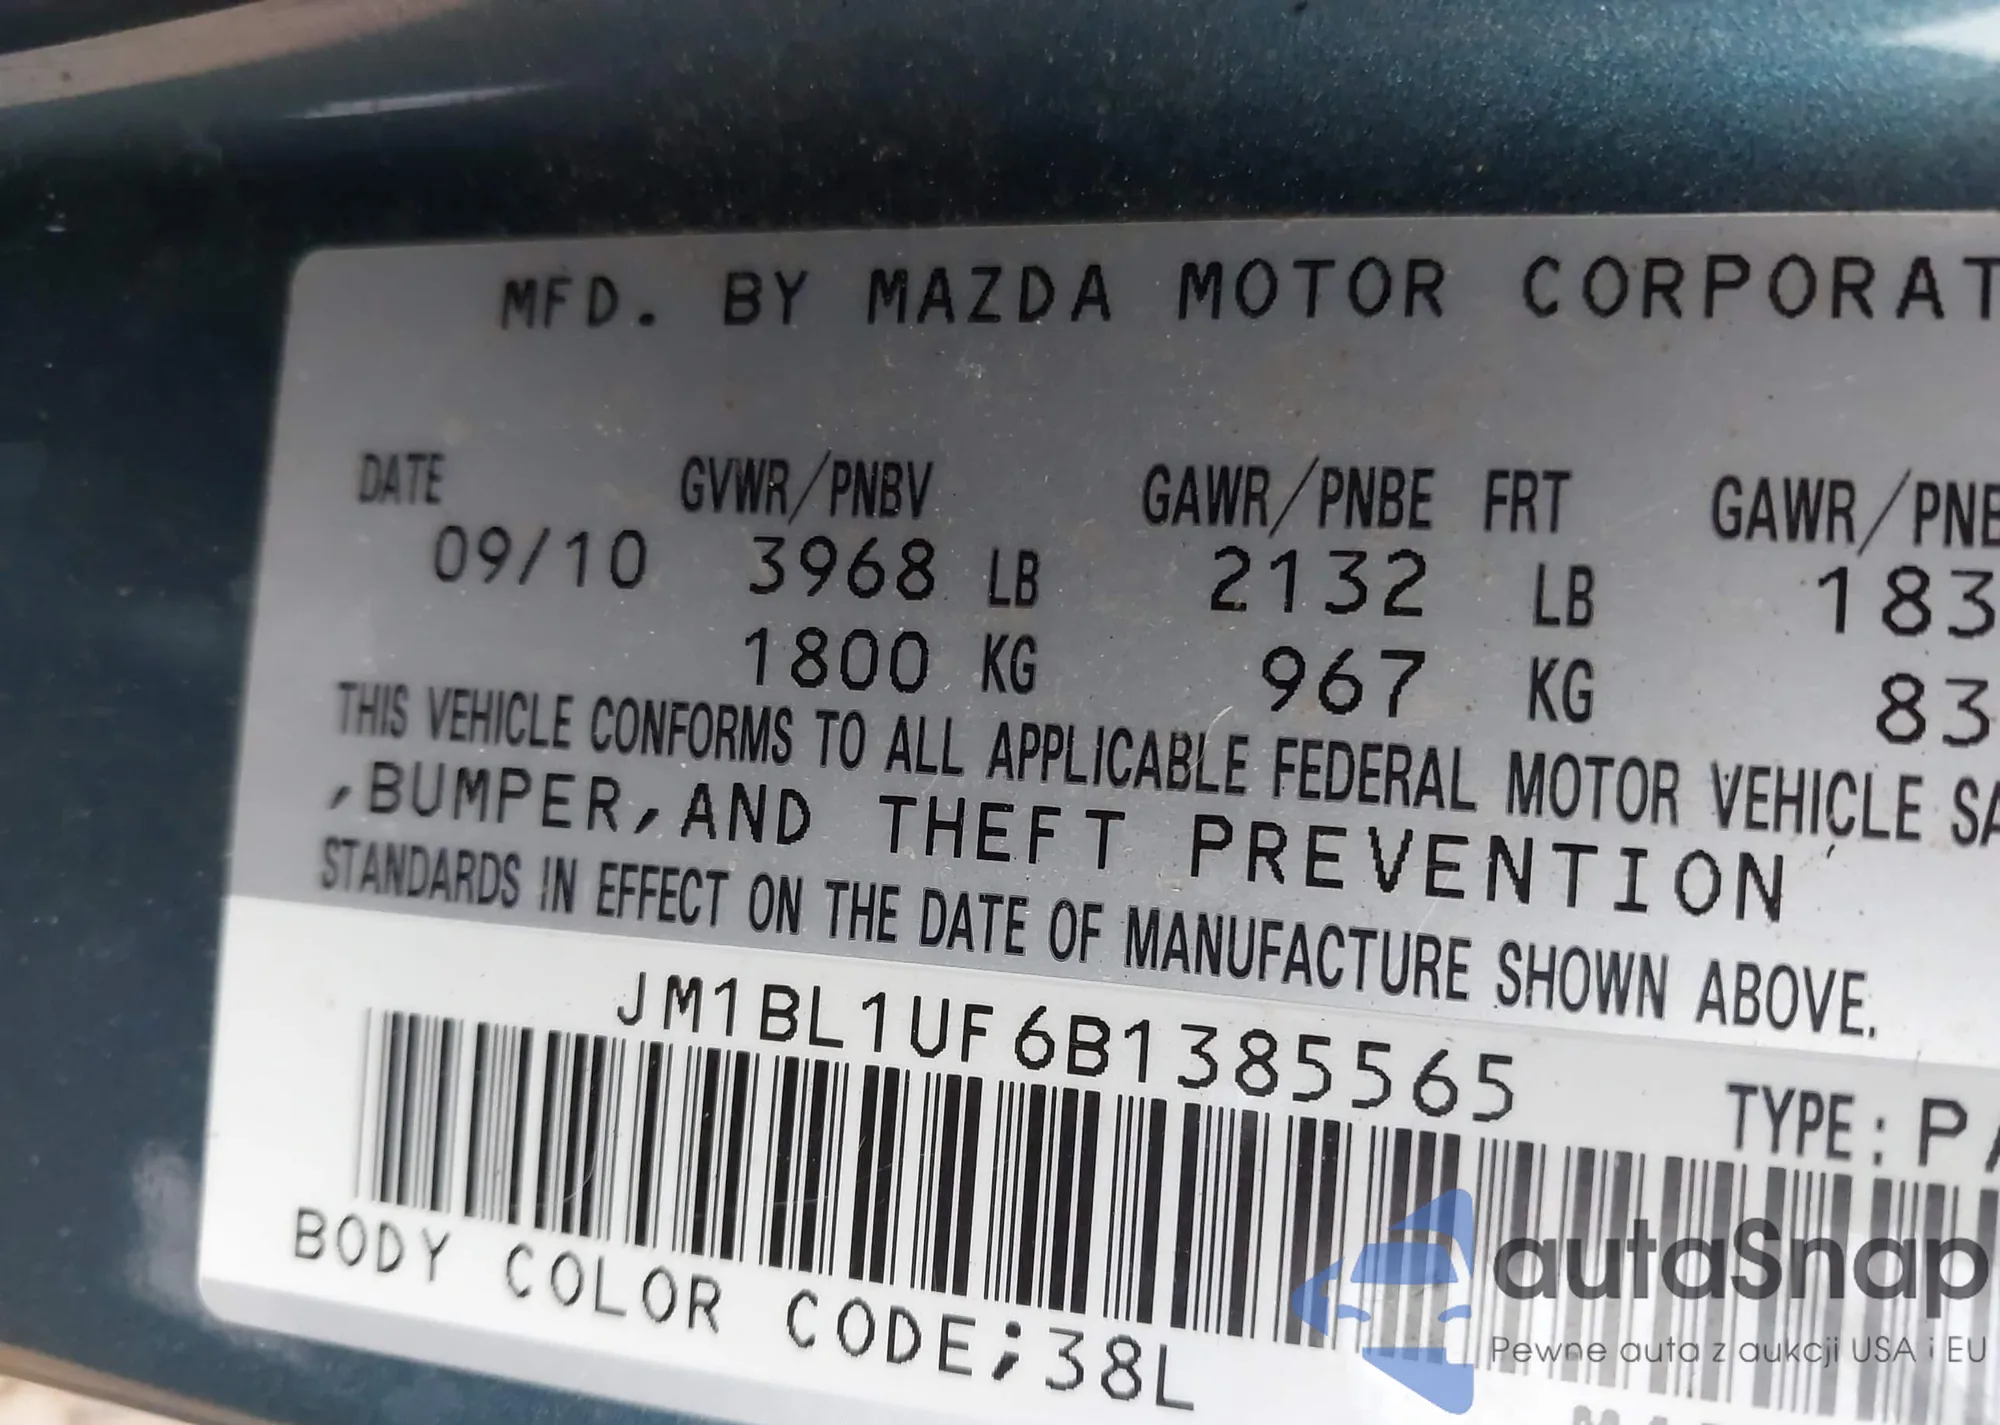 MFD. BY MAZDA MOTOR CORPORAT
DATE GVWR/PNBV GAWR/PNBE FRT GAWR/PNB
09/10 3968 LB 2132 LB 183
1800 KG 967 KG 83
THIS VEHICLE CONFORMS TO ALL APPLICABLE FEDERAL MOTOR VEHICLE SA
,BUMPER,AND THEFT PREVENTION
STANDARDS IN EFFECT ON THE DATE OF MANUFACTURE SHOWN ABOVE.
JM1BL1UF6B1385565
TYPE: PA
BODY COLOR CODE;38L
autaSnap
Pewne auta z aukcji USA i EU